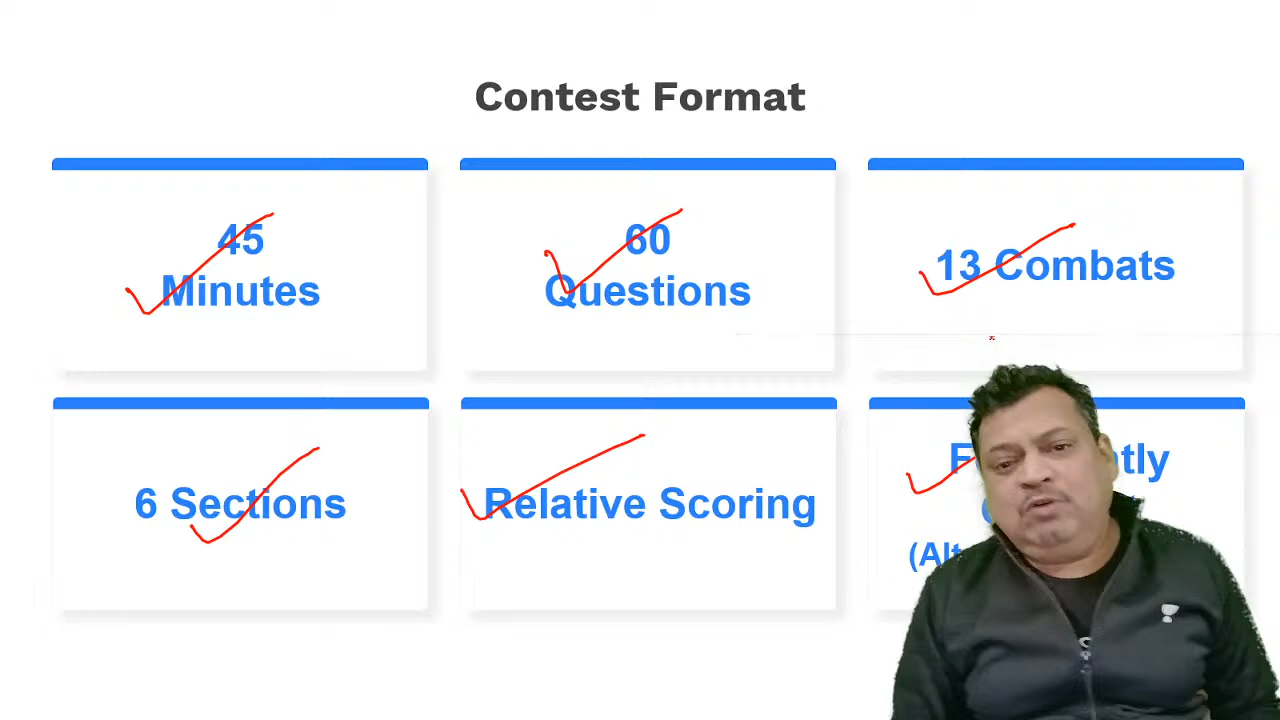 Contest Format
45
Minutes
60
Questions
13 Combats
6 Sections
Relative Scoring